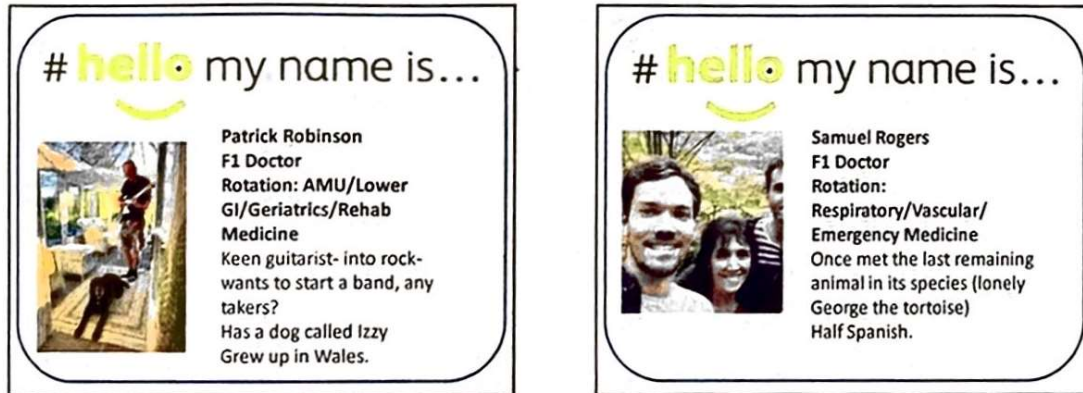 # hello my name is...
Patrick Robinson
F1 Doctor
Rotation: AMU/Lower
GI/Geriatrics/Rehab
Medicine
Keen guitarist- into rock-
wants to start a band, any
takers?
Has a dog called Izzy
Grew up in Wales.
# hello my name is...
Samuel Rogers
F1 Doctor
Rotation:
Respiratory/Vascular/
Emergency Medicine
Once met the last remaining
animal in its species (lonely
George the tortoise)
Half Spanish.